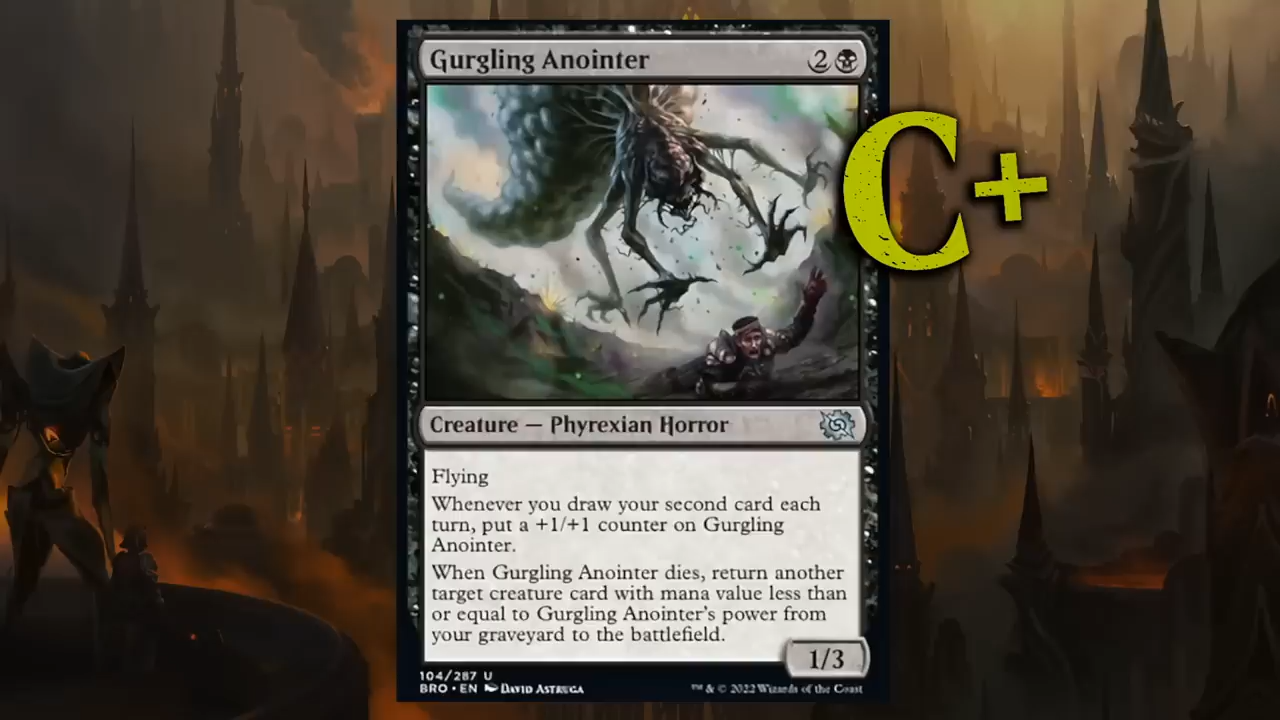 Gurgling Anointer 2
C+
Creature — Phyrexian Horror
Flying
Whenever you draw your second card each
turn, put a +1/+1 counter on Gurgling
Anointer.
When Gurgling Anointer dies, return another
target creature card with mana value less than
or equal to Gurgling Anointer's power from
your graveyard to the battlefield.
1/3
104/287 U
BRO • EN DAVID ASTRUGA
™ & © 2022 Wizards of the Coast